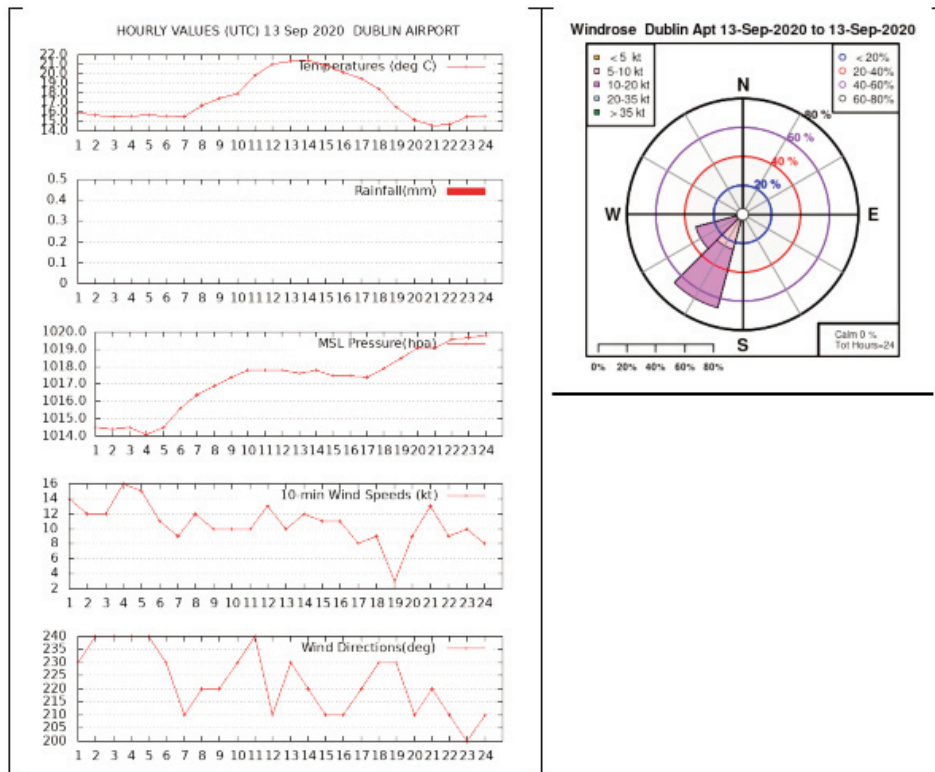 HOURLY VALUES (UTC) 13 Sep 2020 DUBLIN AIRPORT
22.0
21.0
20.0
19.0
18.0
17.0
16.0
15.0
14.0
Temperatures (deg C)
1 2 3 4 5 6 7 8 9 10 11 12 13 14 15 16 17 18 19 20 21 22 23 24
0.5
0.4
0.3
0.2
0.1
0
Rainfall(mm)
1 2 3 4 5 6 7 8 9 10 11 12 13 14 15 16 17 18 19 20 21 22 23 24
1020.0
1019.0
1018.0
1017.0
1016.0
1015.0
1014.0
MSL Pressure(hpa)
1 2 3 4 5 6 7 8 9 10 11 12 13 14 15 16 17 18 19 20 21 22 23 24
16
14
12
10
8
6
4
2
10-min Wind Speeds (kt)
1 2 3 4 5 6 7 8 9 10 11 12 13 14 15 16 17 18 19 20 21 22 23 24
240
235
230
225
220
215
210
205
200
Wind Directions(deg)
1 2 3 4 5 6 7 8 9 10 11 12 13 14 15 16 17 18 19 20 21 22 23 24
Windrose Dublin Apt 13-Sep-2020 to 13-Sep-2020
< 5 kt
5-10 kt
10-20 kt
20-35 kt
> 35 kt
< 20%
20-40%
40-60%
60-80%
N
80 %
60 %
40 %
20 %
W
E
S
Calm 0 %
Tot Hours=24
0% 20% 40% 60% 80%